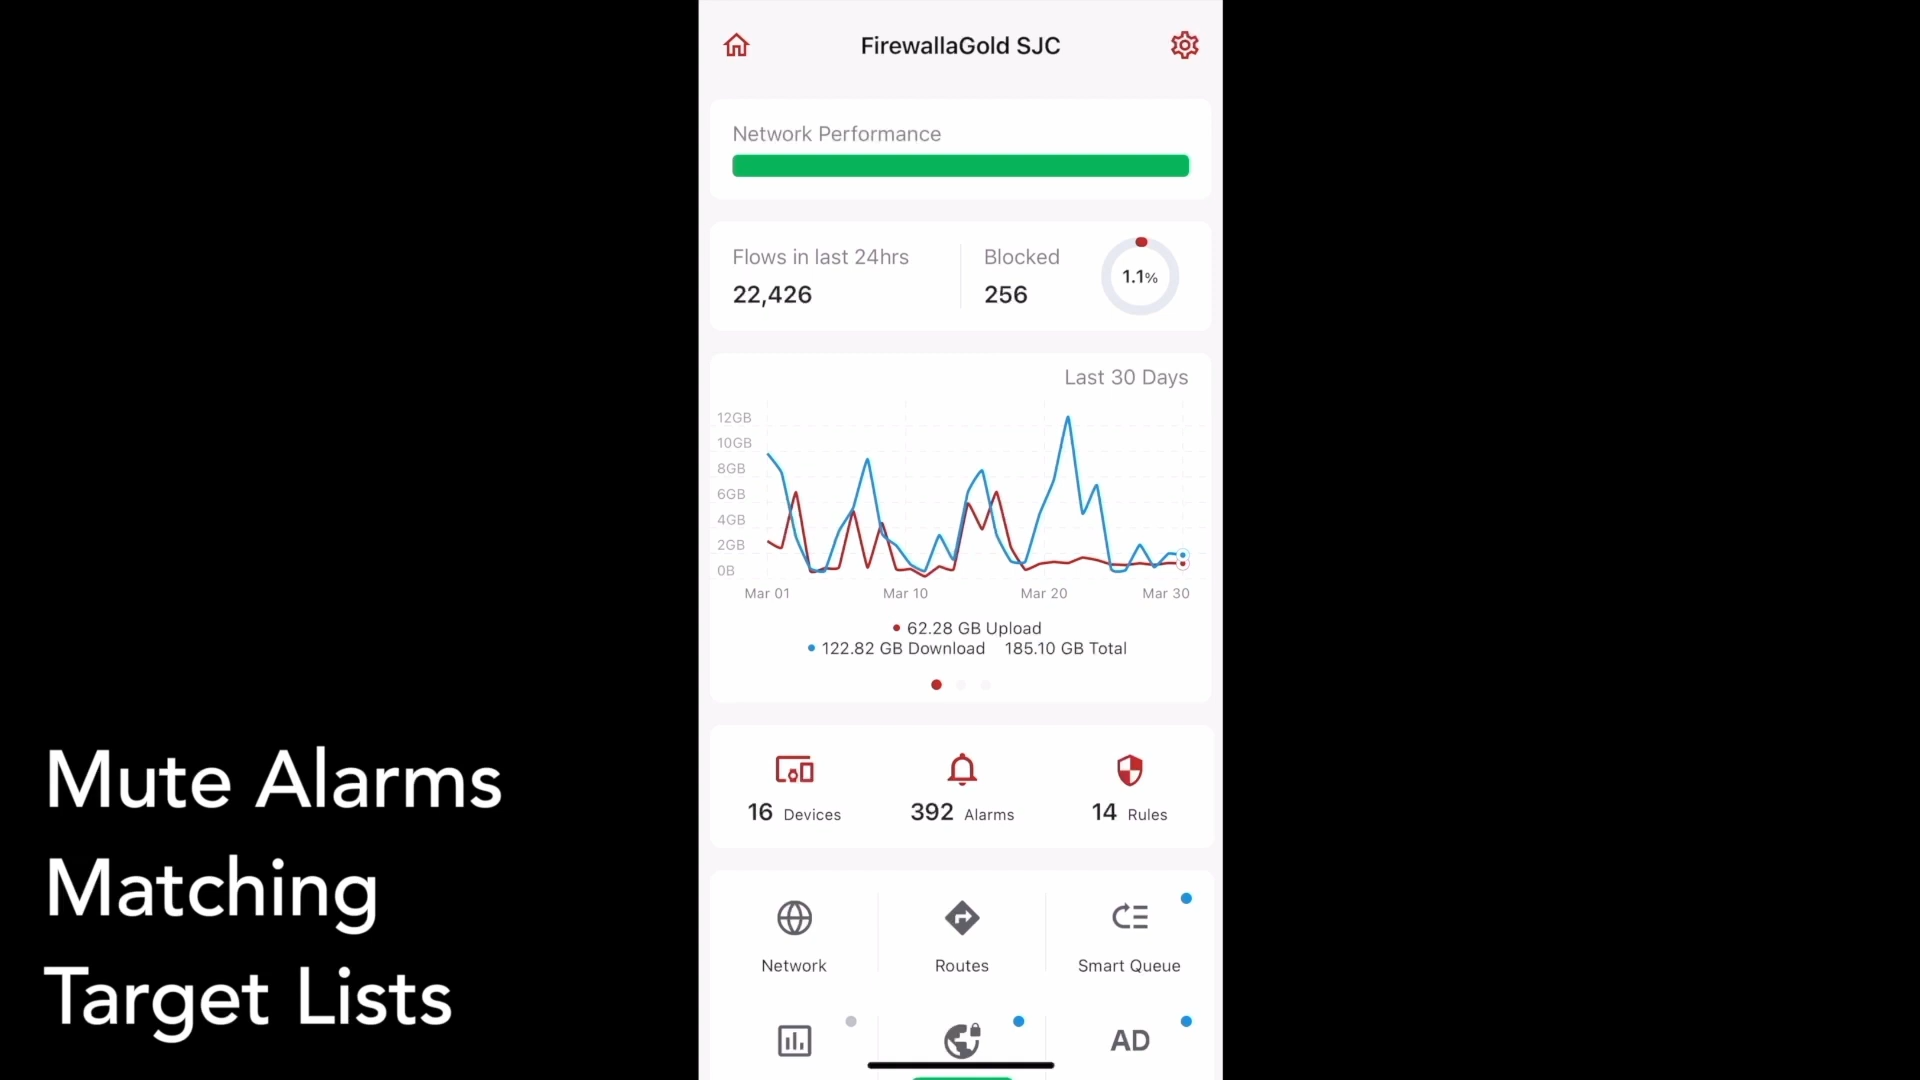 FirewallaGold SJC
Network Performance
Flows in last 24hrs
22,426
Blocked
256
1.1%
Last 30 Days
12GB
10GB
8GB
6GB
4GB
2GB
0B
Mar 01
Mar 10
Mar 20
Mar 30
62.28 GB Upload
122.82 GB Download 185.10 GB Total
16 Devices
392 Alarms
14 Rules
Network
Routes
Smart Queue
AD
Mute Alarms
Matching
Target Lists